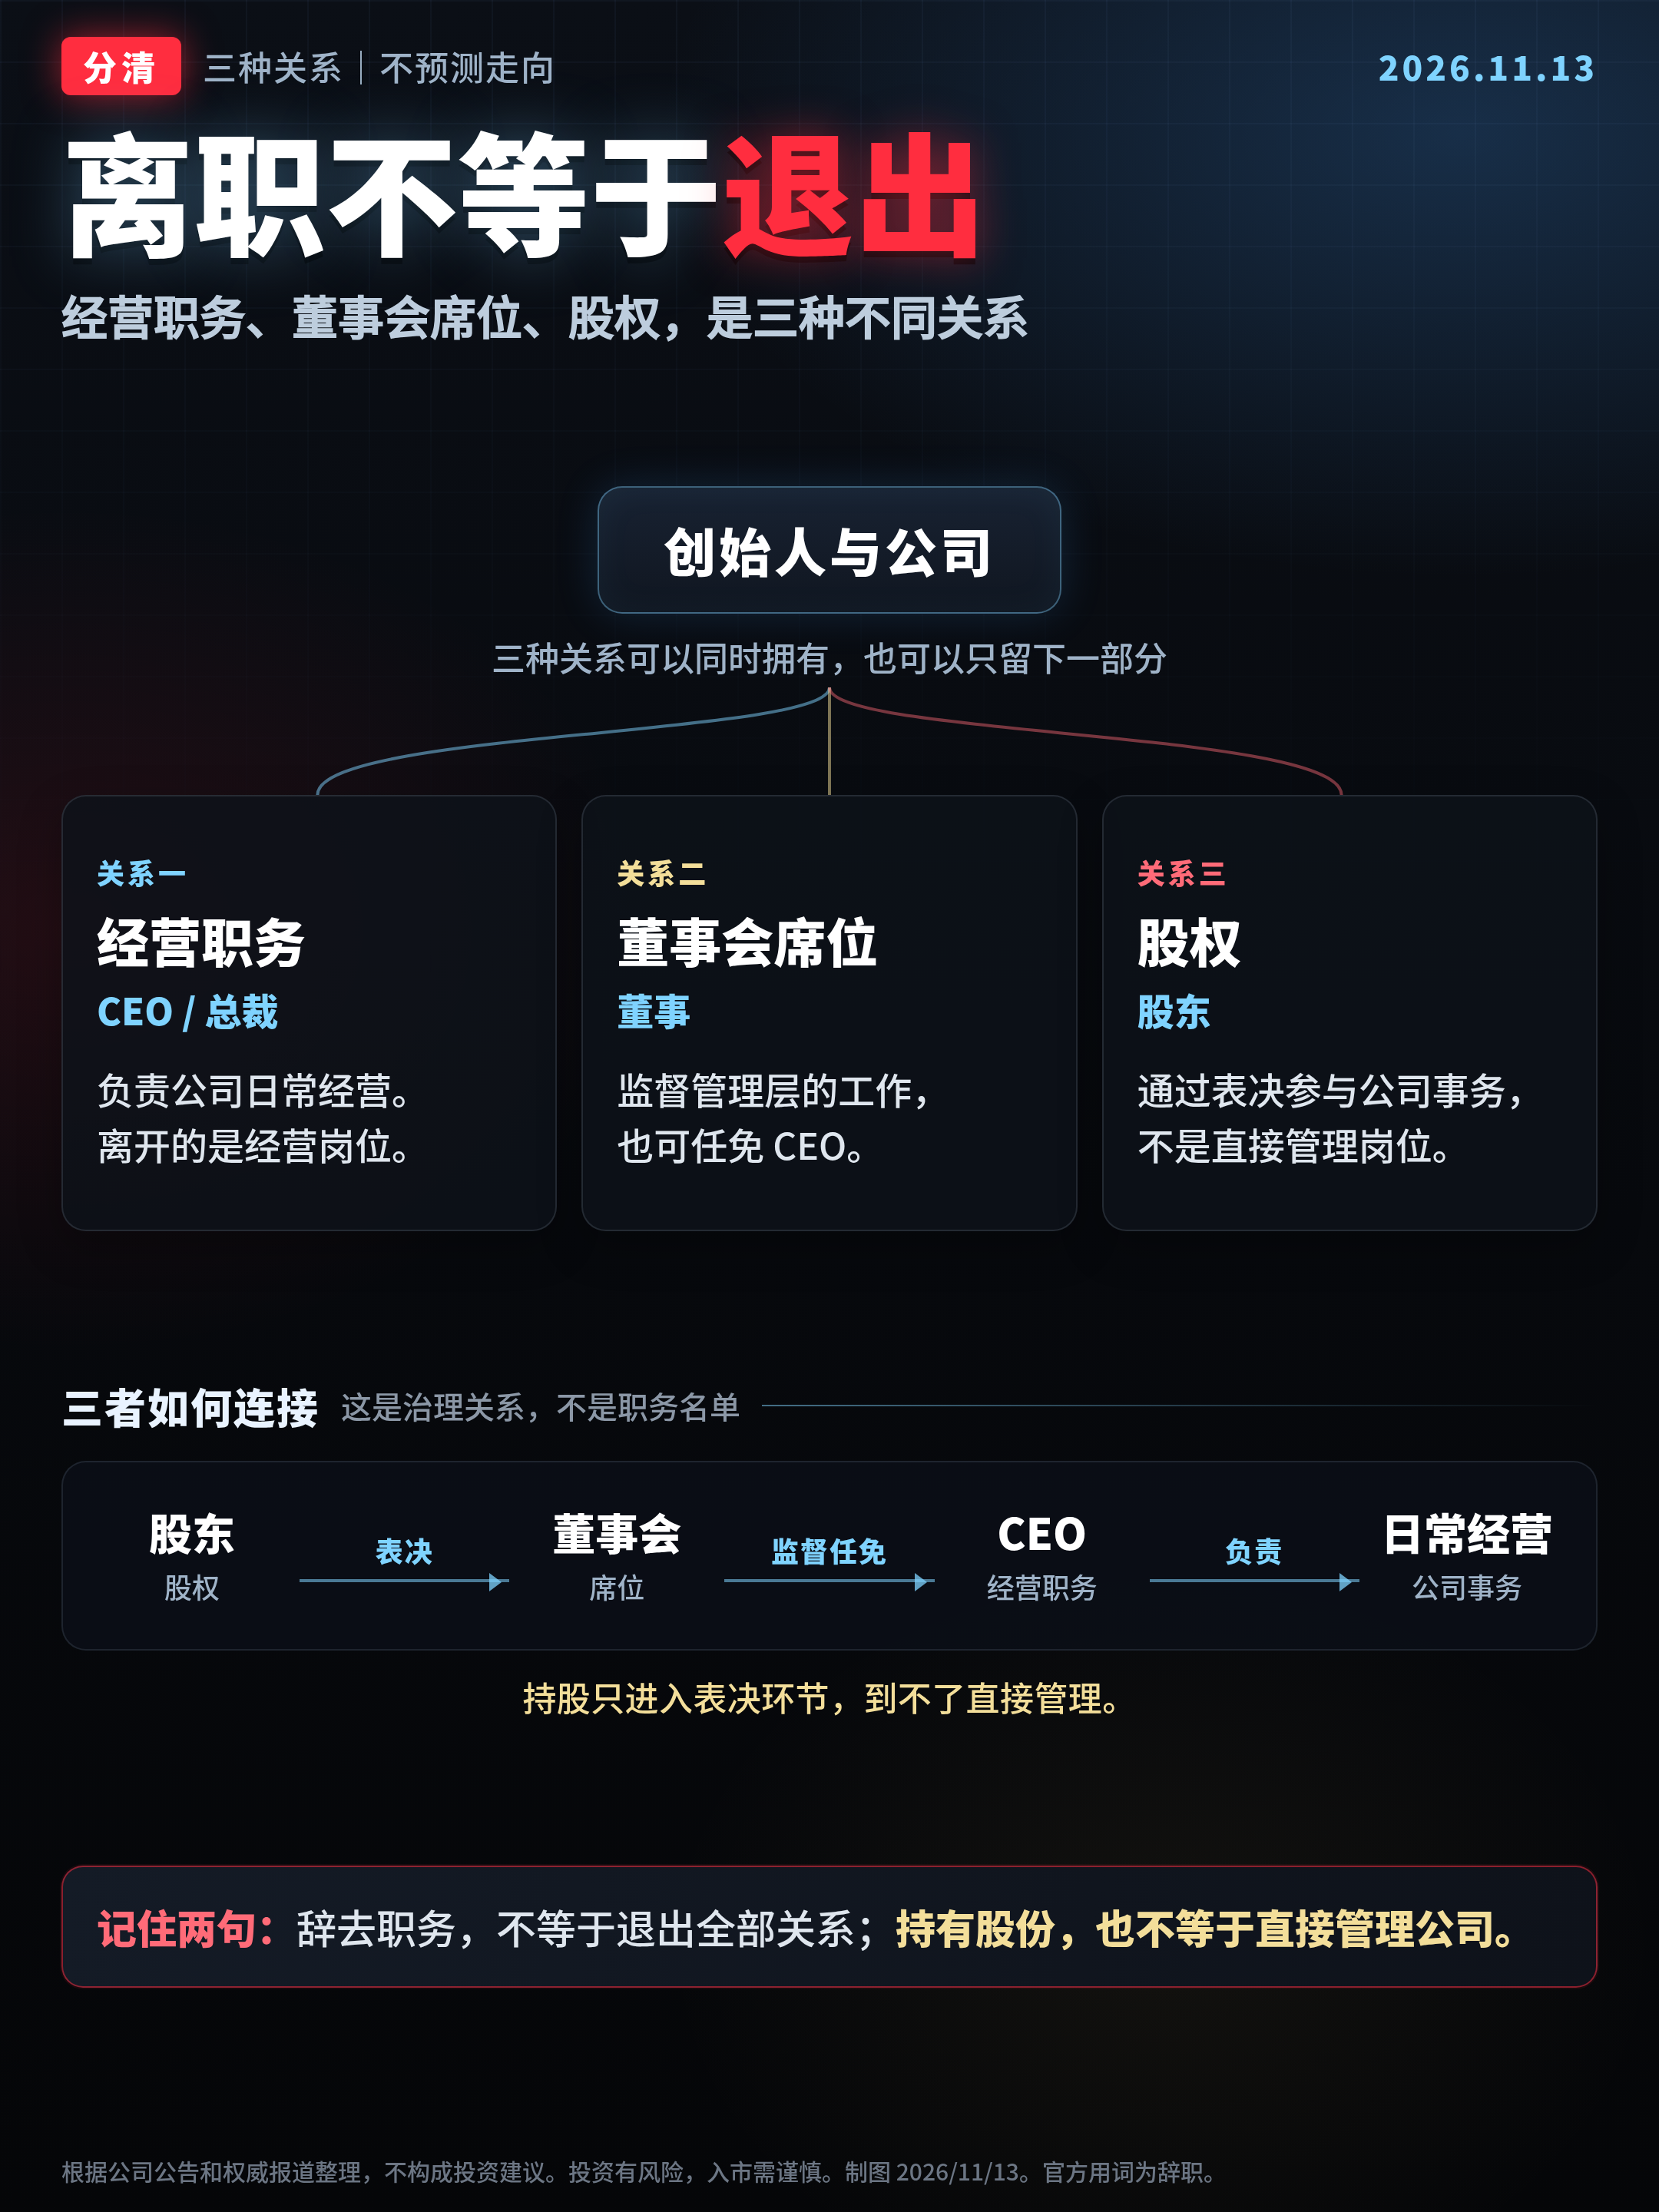 分清 三种关系｜不预测走向 2026.11.13
离职不等于退出
经营职务、董事会席位、股权，是三种不同关系
创始人与公司
三种关系可以同时拥有，也可以只留下一部分
关系一
经营职务
CEO / 总裁
负责公司日常经营。
离开的是经营岗位。
关系二
董事会席位
董事
监督管理层的工作，
也可任免 CEO。
关系三
股权
股东
通过表决参与公司事务，
不是直接管理岗位。
三者如何连接 这是治理关系，不是职务名单
股东 表决 董事会 监督任免 CEO 负责 日常经营
股权 席位 经营职务 公司事务
持股只进入表决环节，到不了直接管理。
记住两句：辞去职务，不等于退出全部关系；持有股份，也不等于直接管理公司。
根据公司公告和权威报道整理，不构成投资建议。投资有风险，入市需谨慎。制图 2026/11/13。官方用词为辞职。